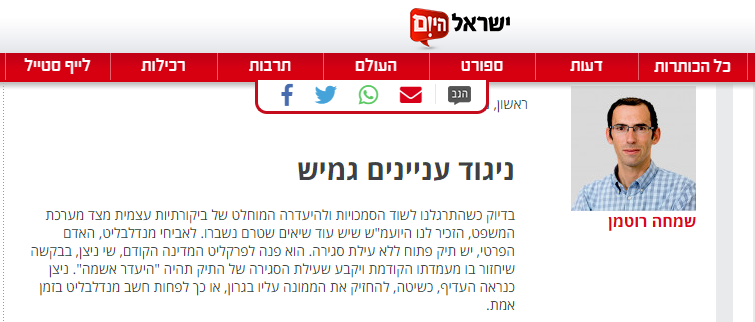 ישראל היום
כל הכותרות דעות ספורט העולם תרבות רכילות לייף סטייל
הגב
ראשון,
ניגוד עניינים גמיש
שמחה רוטמן
בדיוק כשהתרגלנו לשוד הסמכויות ולהיעדרה המוחלט של ביקורתיות עצמית מצד מערכת
המשפט, הזכיר לנו היועמ"ש שיש עוד שיאים שטרם נשברו. לאביחי מנדלבליט, האדם
הפרטי, יש תיק פתוח ללא עילת סגירה. הוא פנה לפרקליט המדינה הקודם, שי ניצן, בבקשה
שיחזור בו מעמדתו הקודמת ויקבע שעילת הסגירה של התיק תהיה "היעדר אשמה". ניצן
כנראה העדיף, כשיטה, להחזיק את הממונה עליו בגרון, או כך לפחות חשב מנדלבליט בזמן
אמת.